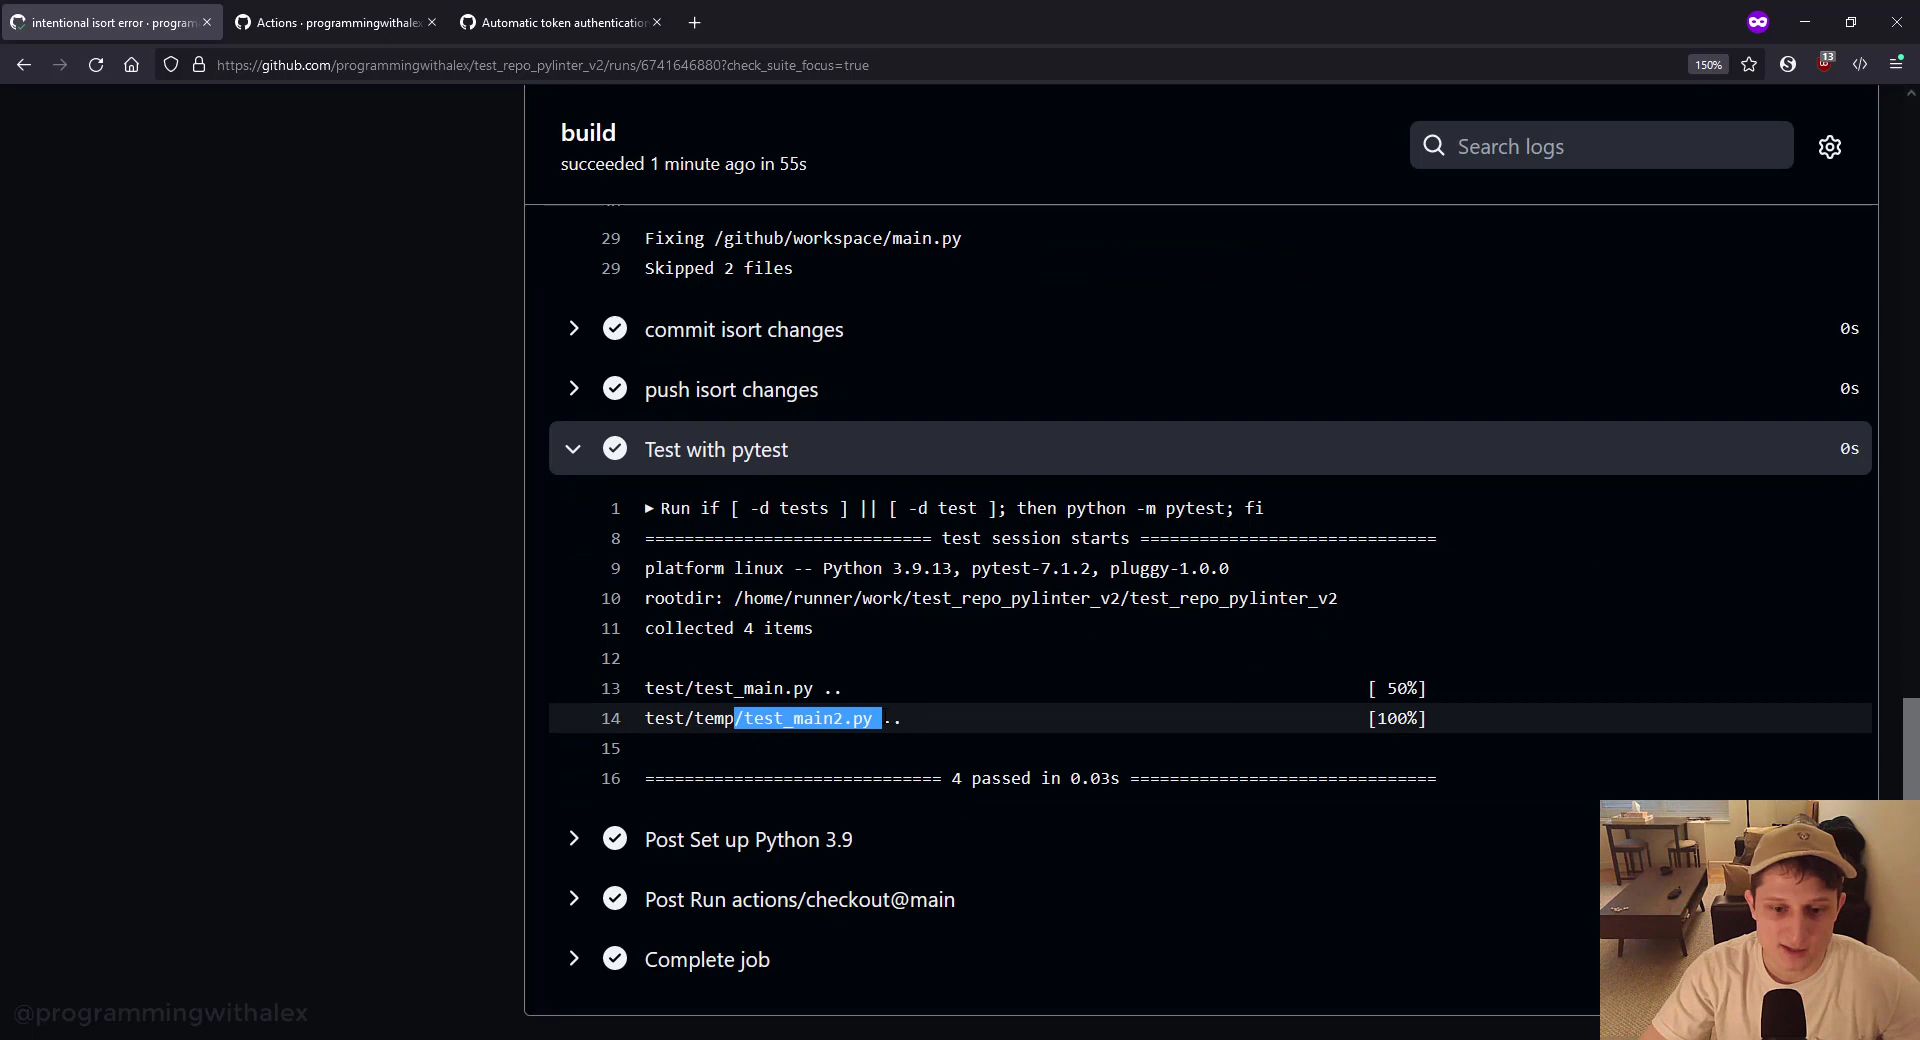 intentional isort error · program
Actions · programmingwithalex
Automatic token authentication
https://github.com/programmingwithalex/test_repo_pylinter_v2/runs/6741646880?check_suite_focus=true
150%
13
build
succeeded 1 minute ago in 55s
Search logs
29 Fixing /github/workspace/main.py
29 Skipped 2 files
commit isort changes 0s
push isort changes 0s
Test with pytest 0s
1 Run if [ -d tests ] || [ -d test ]; then python -m pytest; fi
8 ============================= test session starts ==============================
9 platform linux -- Python 3.9.13, pytest-7.1.2, pluggy-1.0.0
10 rootdir: /home/runner/work/test_repo_pylinter_v2/test_repo_pylinter_v2
11 collected 4 items
12
13 test/test_main.py .. [ 50%]
14 test/temp/test_main2.py .. [100%]
15
16 ============================== 4 passed in 0.03s ===============================
Post Set up Python 3.9
Post Run actions/checkout@main
Complete job
@programmingwithalex